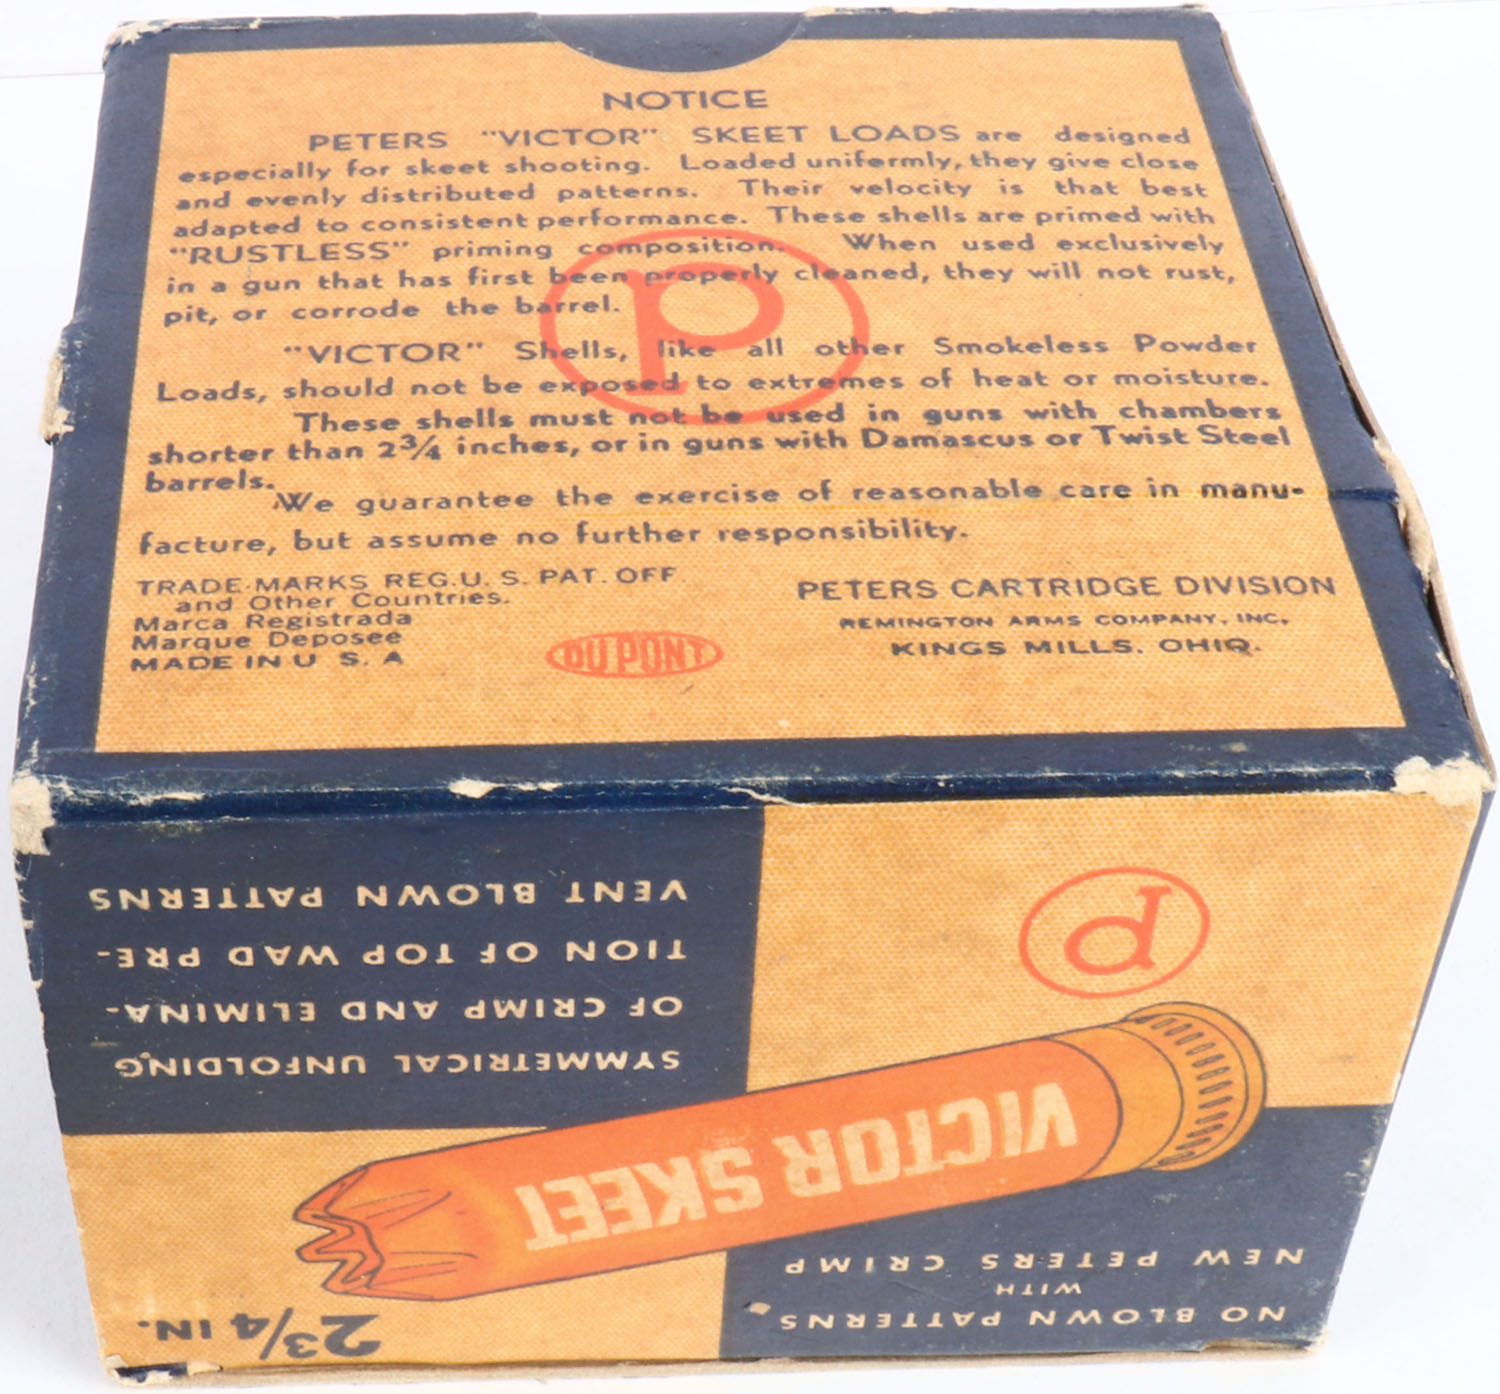 NOTICE
PETERS "VICTOR" SKEET LOADS are designed
especially for skeet shooting. Loaded uniformly, they give close
and evenly distributed patterns. Their velocity is that best
adapted to consistent performance. These shells are primed with
"RUSTLESS" priming composition. When used exclusively
in a gun that has first been properly cleaned, they will not rust,
pit, or corrode the barrel.
P
"VICTOR" Shells, like all other Smokeless Powder
Loads, should not be exposed to extremes of heat or moisture.
These shells must not be used in guns with chambers
shorter than 2¾ inches, or in guns with Damascus or Twist Steel
barrels.
We guarantee the exercise of reasonable care in manu-
facture, but assume no further responsibility.
TRADE-MARKS REG.U.S. PAT. OFF.
and Other Countries.
Marca Registrada
Marque Deposee
MADE IN U S. A
DU PONT
PETERS CARTRIDGE DIVISION
REMINGTON ARMS COMPANY, INC.
KINGS MILLS, OHIO.
NO BLOWN PATTERNS
WITH
NEW PETERS CRIMP
2¾ IN.
VICTOR SKEET
P
SYMMETRICAL UNFOLDING
OF CRIMP AND ELIMINA-
TION OF TOP WAD PRE-
VENT BLOWN PATTERNS